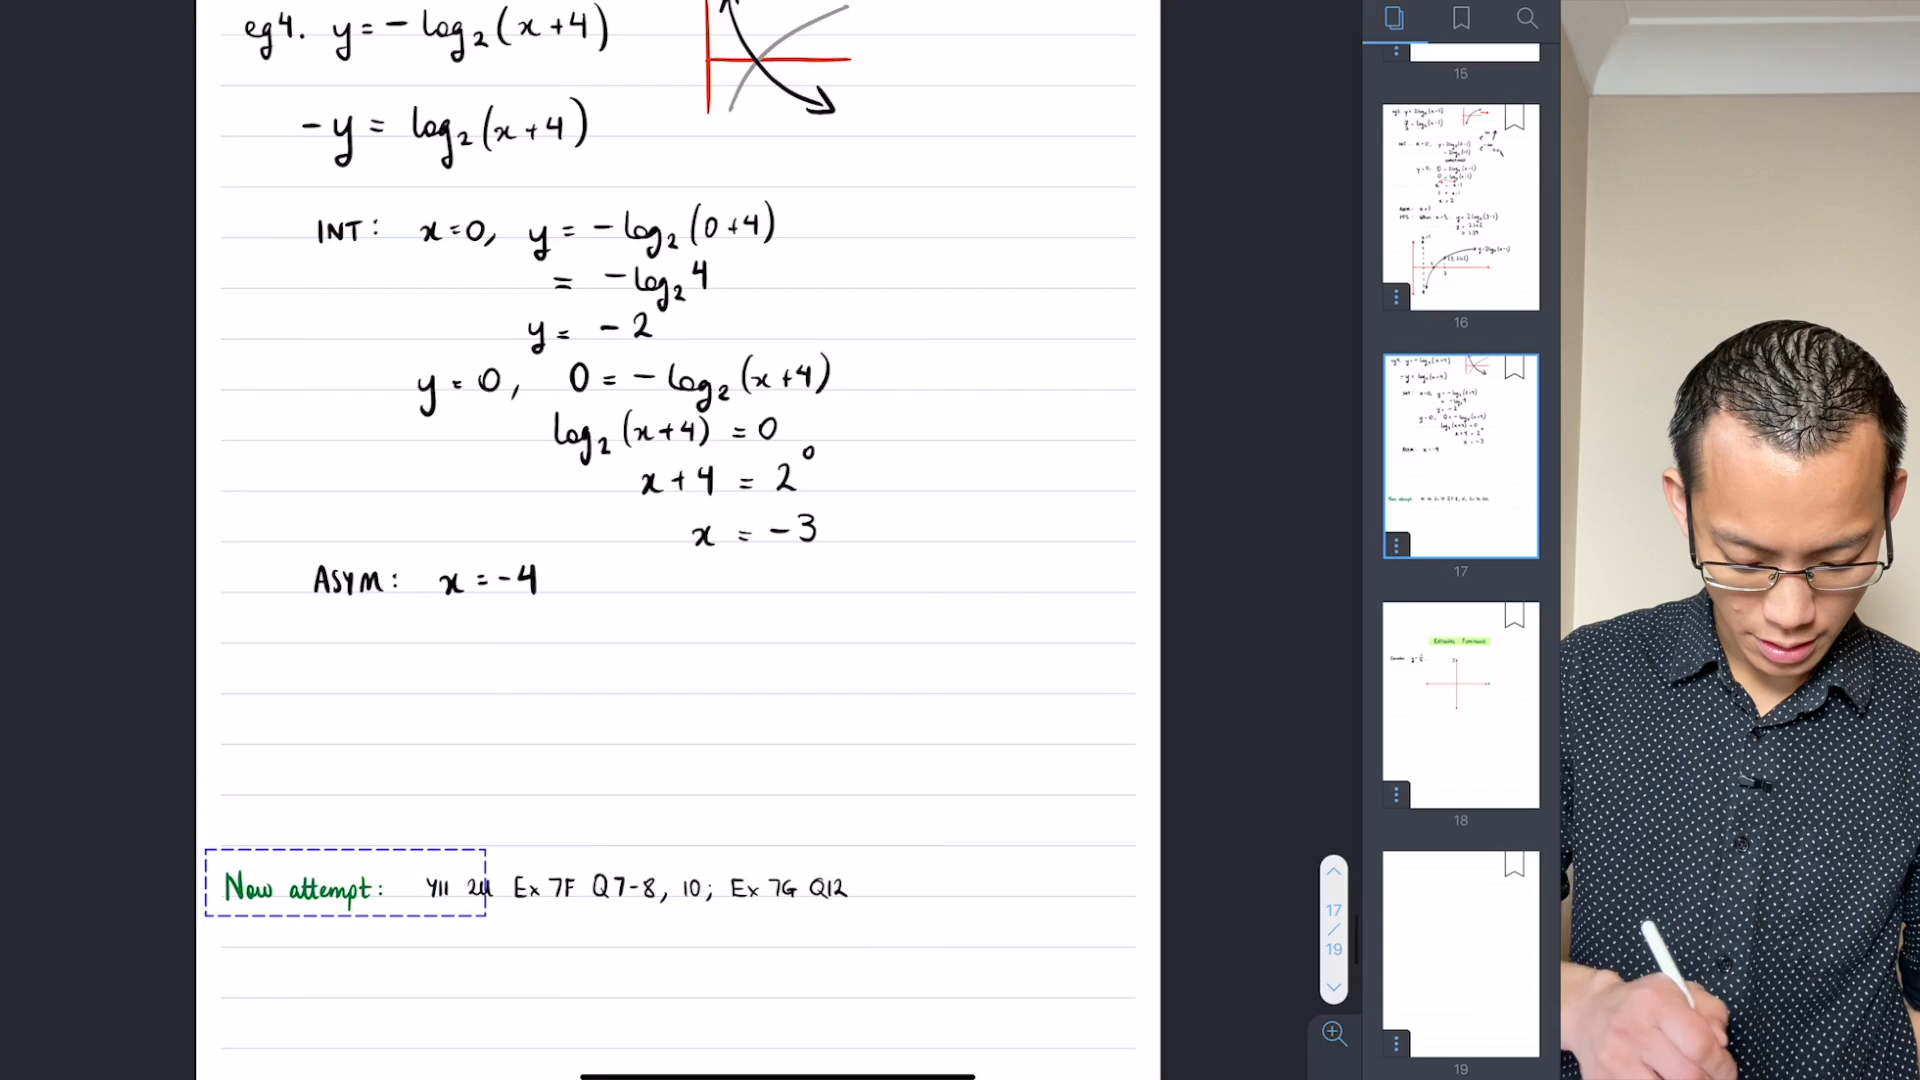 eg4. y = - log₂(x+4)
-y = log₂(x+4)
INT: x=0, y = -log₂(0+4)
= -log₂4
y = -2
y = 0, 0 = -log₂(x+4)
log₂(x+4) = 0
x+4 = 2⁰
x = -3
ASYM: x = -4
Now attempt: Y11 2U Ex 7F Q7-8, 10; Ex 7G Q12
15
16
17
RATIONAL FUNCTIONS
18
19
17
/
19